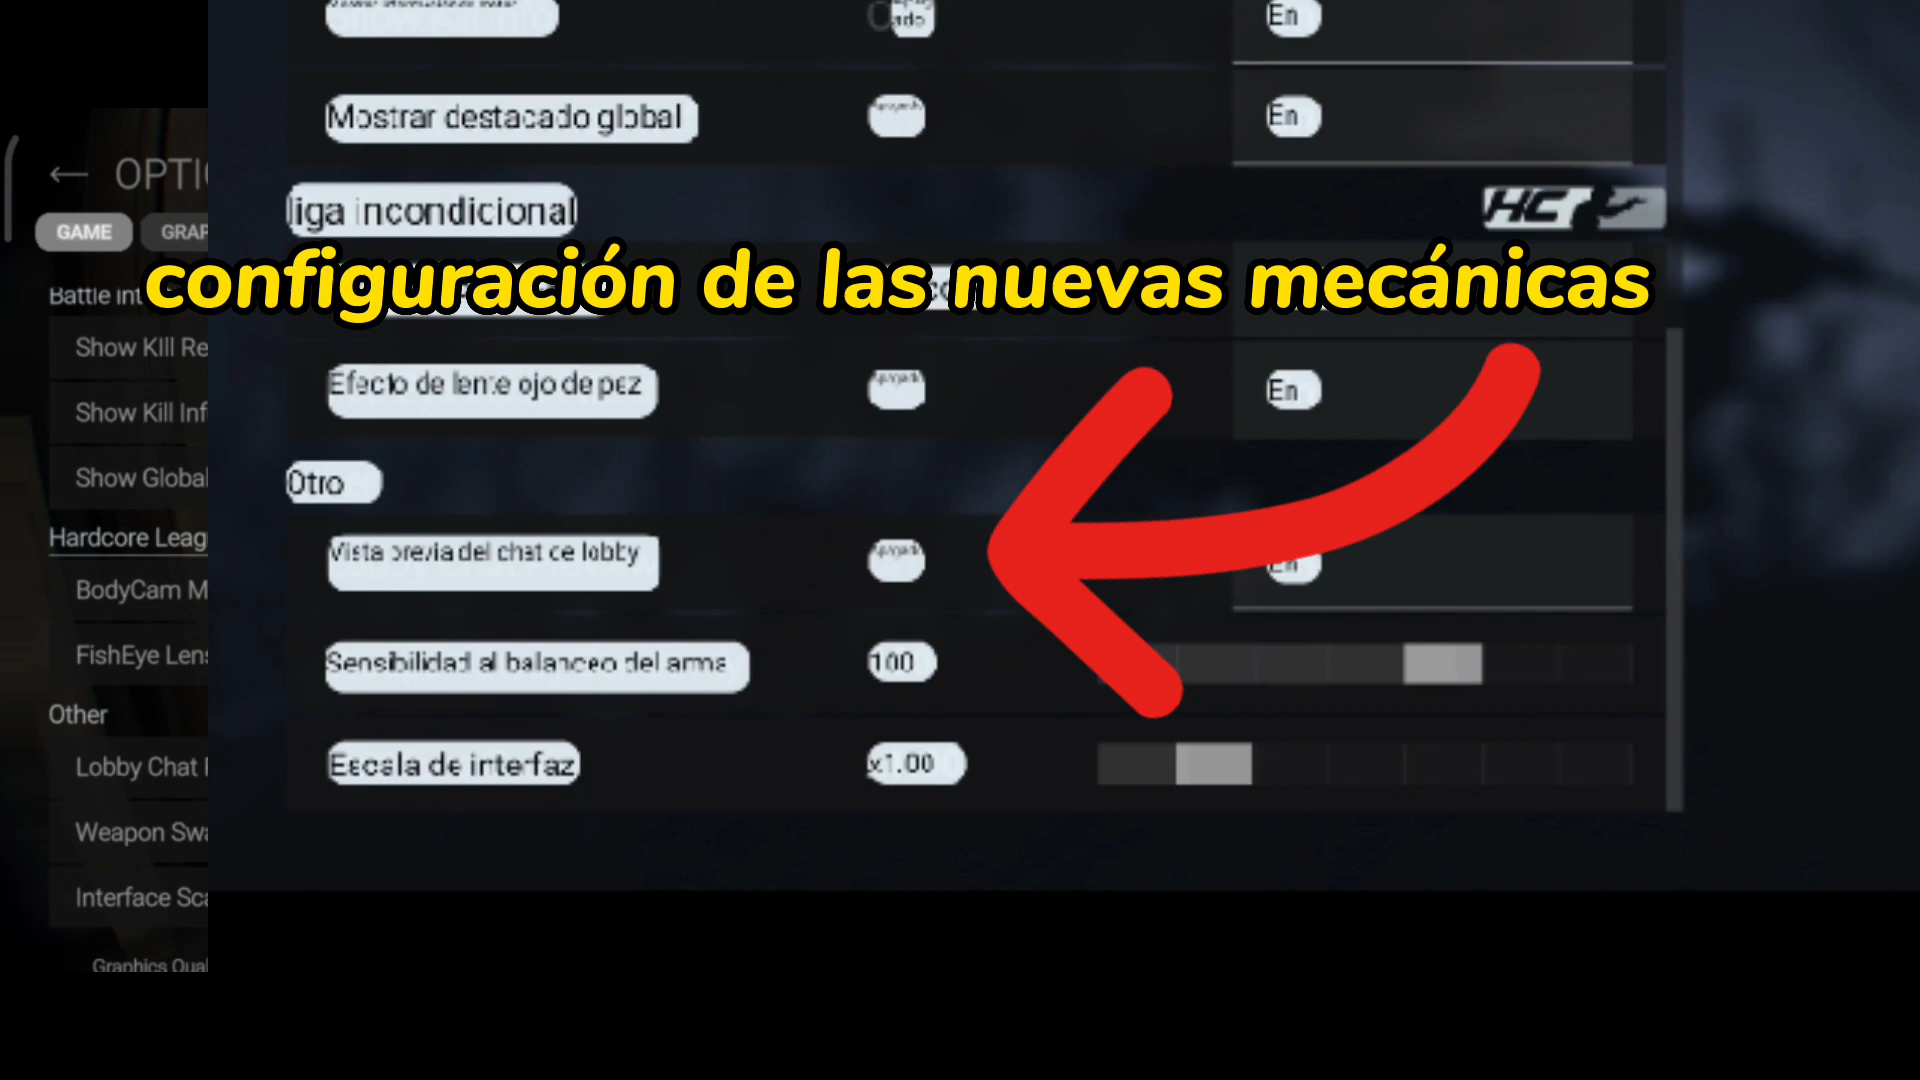 ado
En
Mostrar destacado global
En
liga incondicional
HC
configuración de las nuevas mecánicas
Efecto de lente ojo de pez
En
Otro
Vista previa del chat de lobby
En
Sensibilidad al balanceo del arma
100
Escala de interfaz
x1.00
← OPTI
GAME
GRAP
Battle Int
Show KIll Re
Show Kill Inf
Show Global
Hardcore Leag
BodyCam M
FishEye Lens
Other
Lobby Chat
Weapon Swa
Interface Sca
Graphics Qual